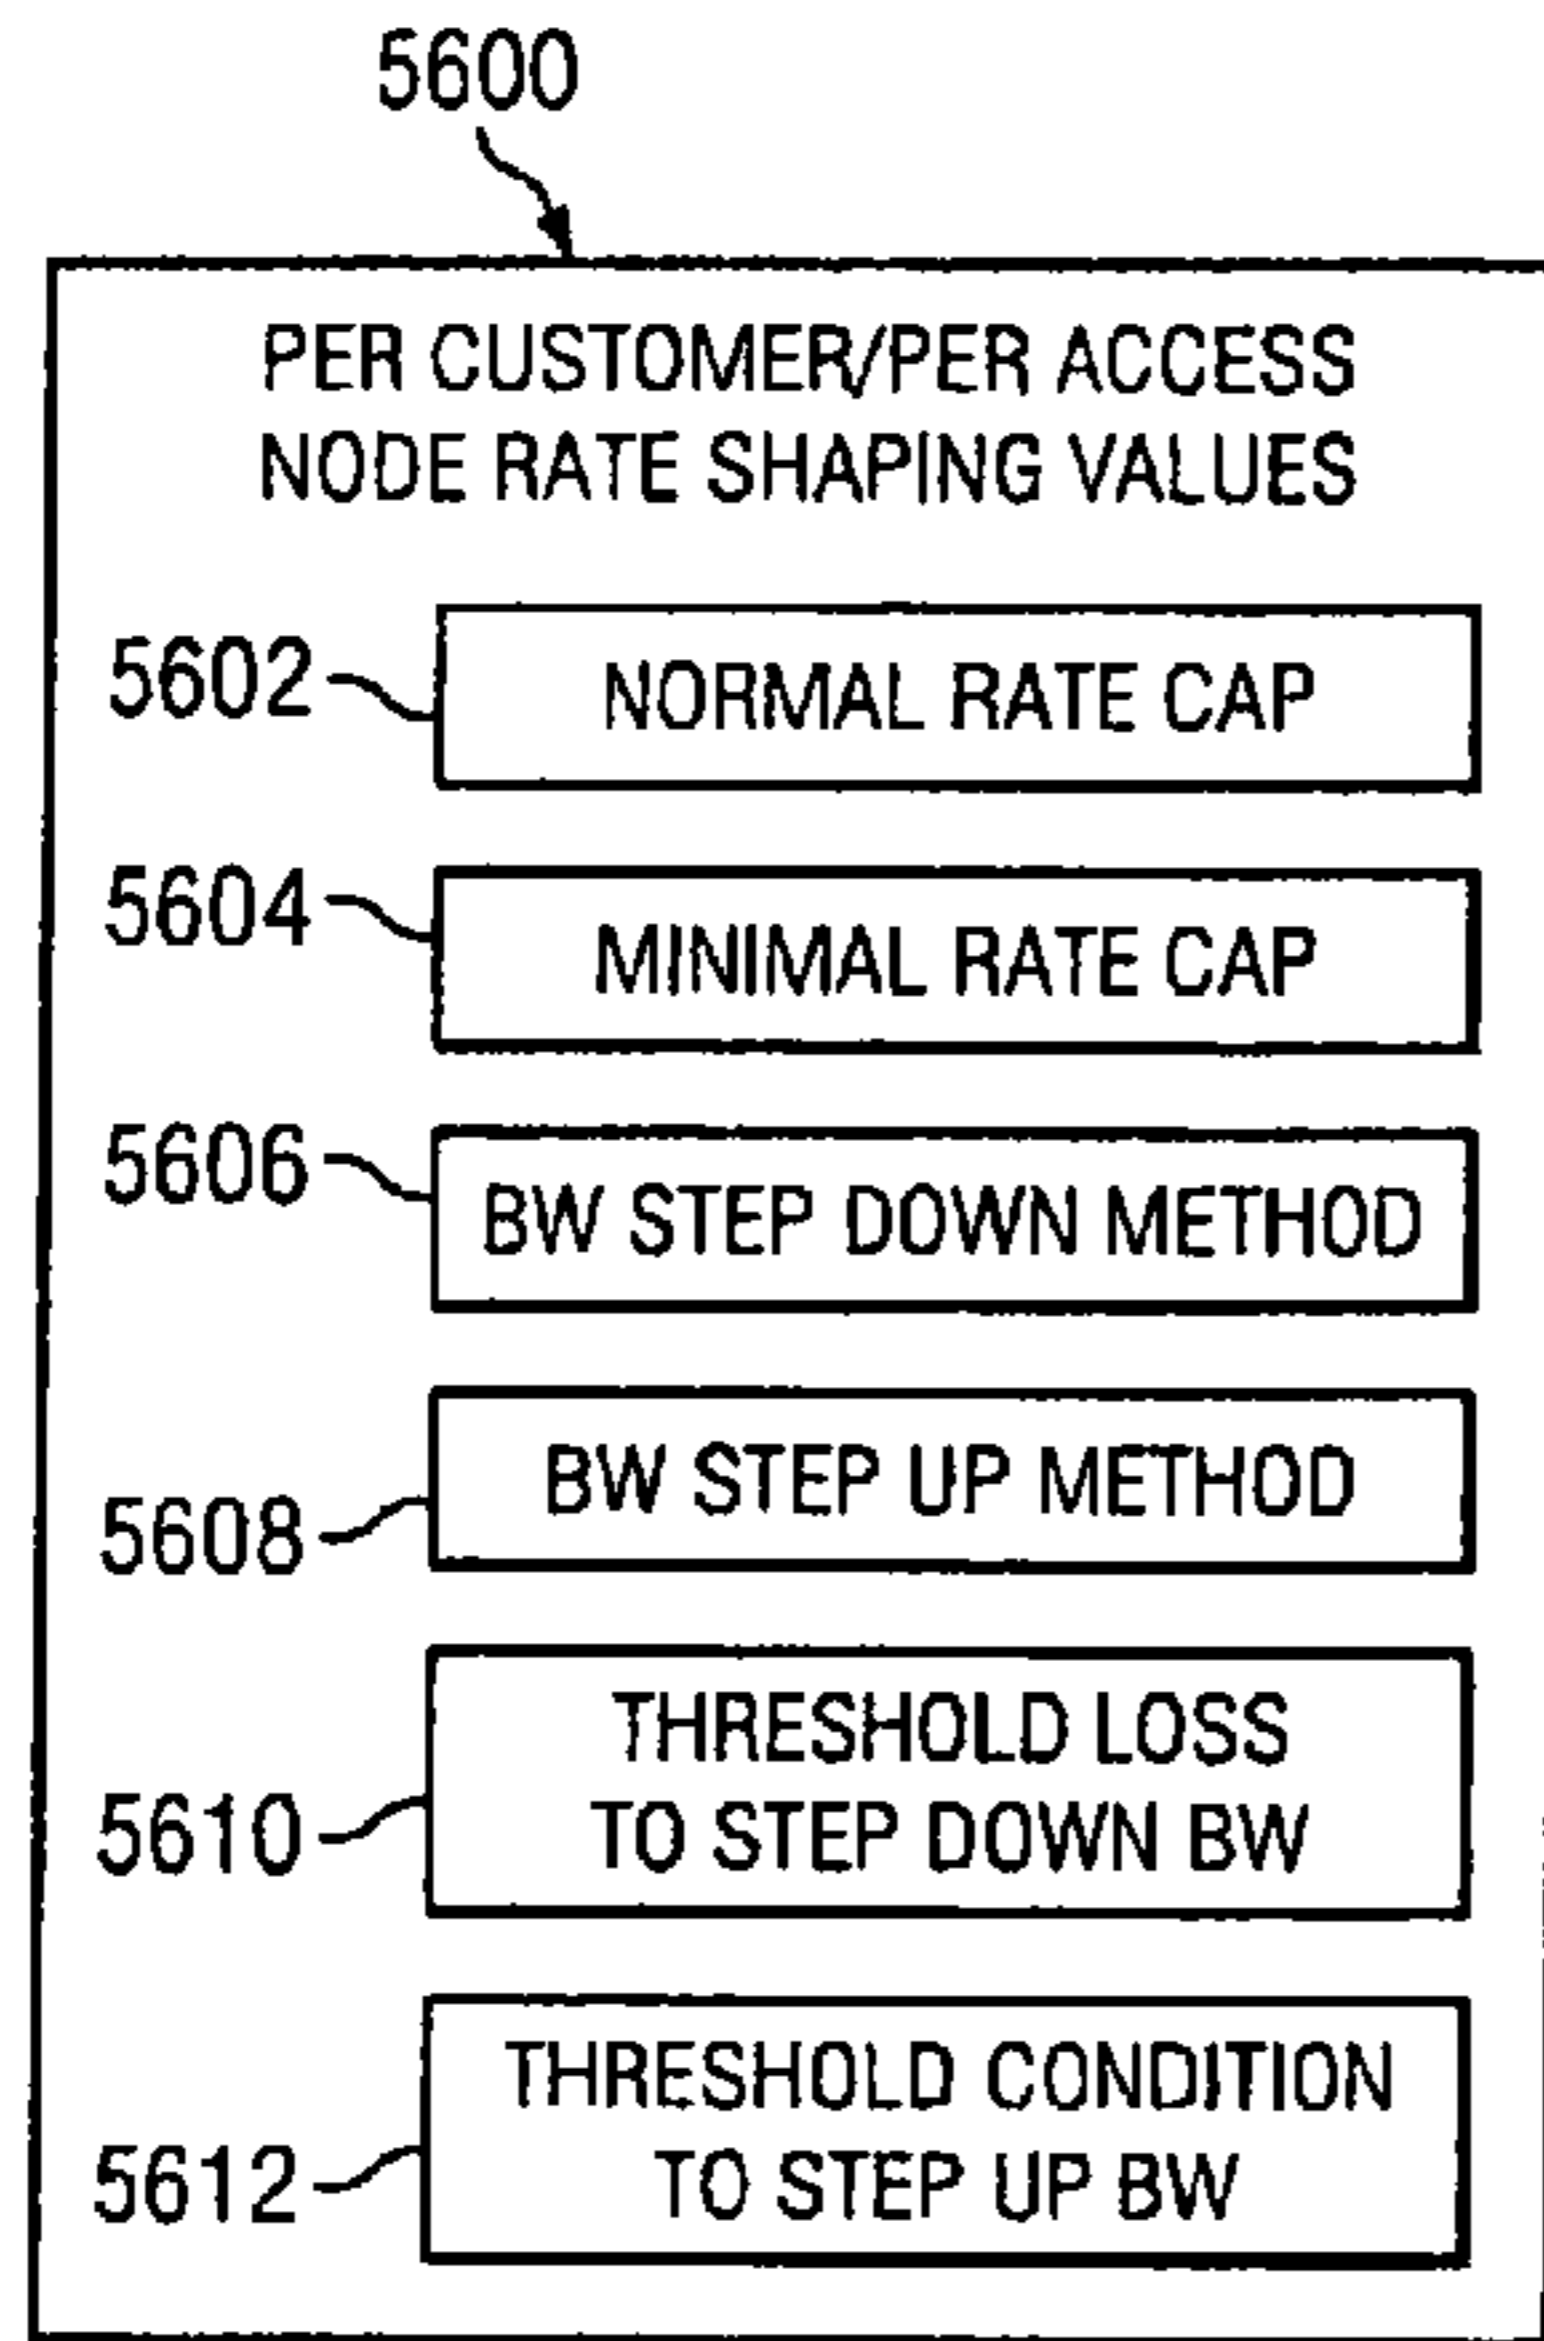 5600
PER CUSTOMER/PER ACCESS
NODE RATE SHAPING VALUES
5602
NORMAL RATE CAP
5604
MINIMAL RATE CAP
5606
BW STEP DOWN METHOD
BW STEP UP METHOD
5608
THRESHOLD LOSS
TO STEP DOWN BW
5610
THRESHOLD CONDITION
TO STEP UP BW
5612